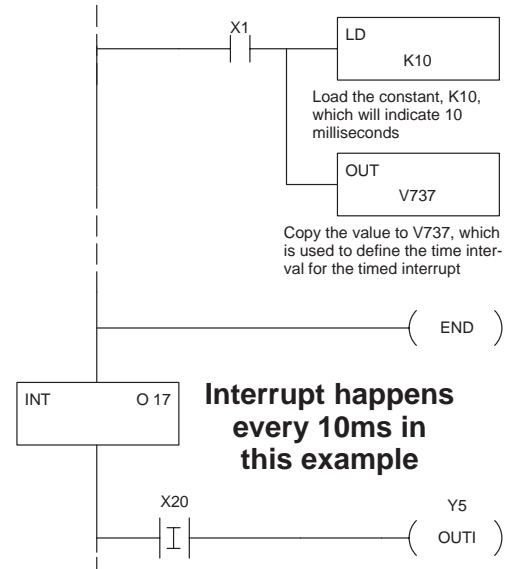 X1
LD
K10
Load the constant, K10,
which will indicate 10
milliseconds
OUT
V737
Copy the value to V737, which
is used to define the time inter-
val for the timed interrupt
END
INT O 17
Interrupt happens
every 10ms in
this example
X20
Y5
OUTI